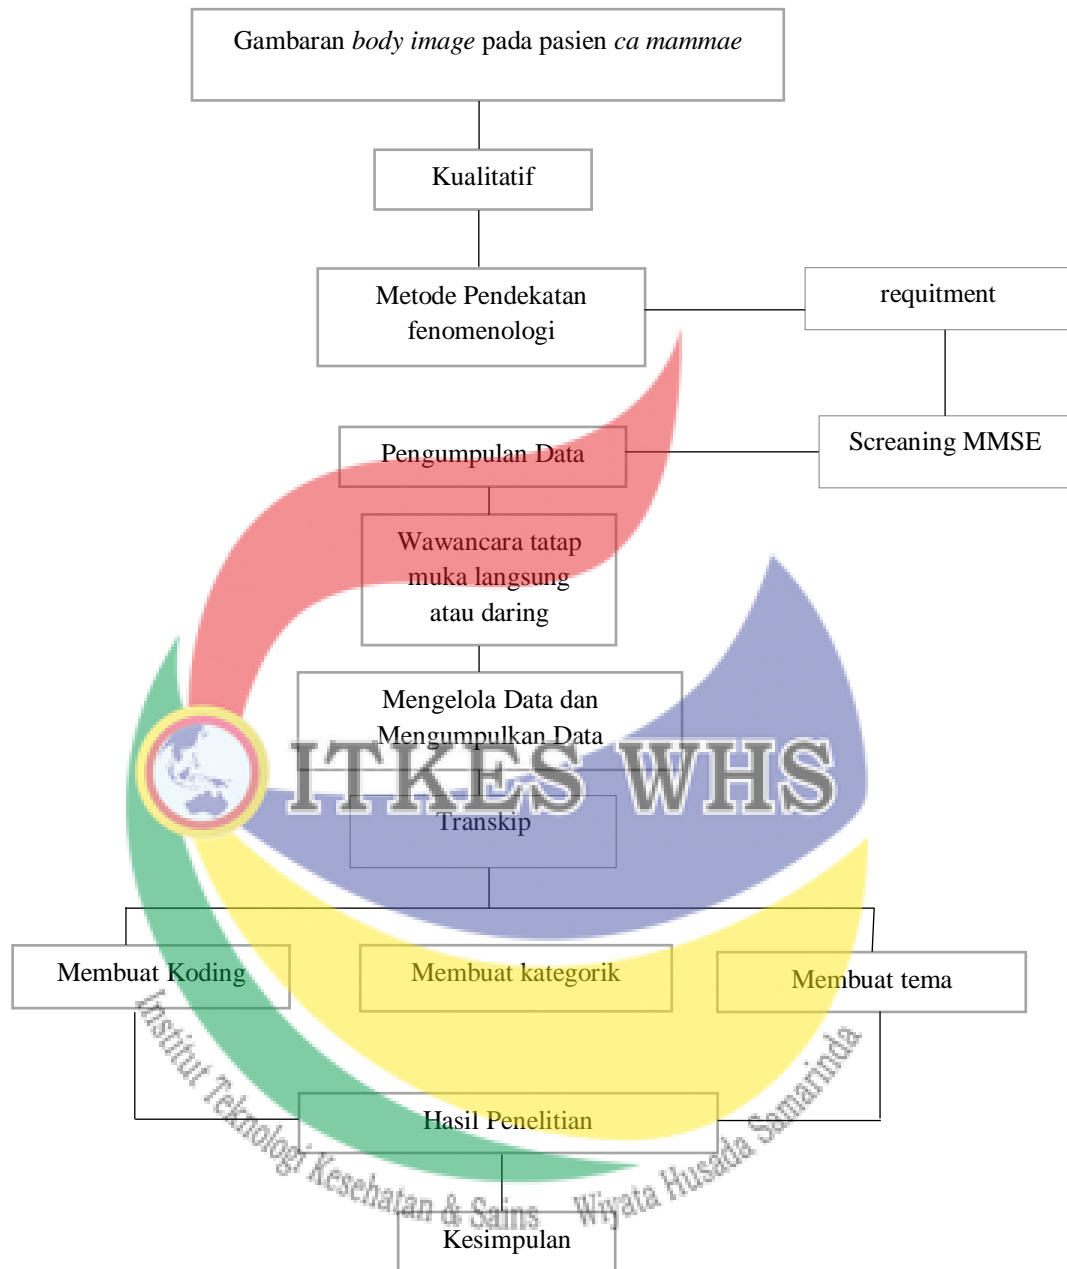 Gambaran body image pada pasien ca mammae
Kualitatif
Metode Pendekatan
fenomenologi
requitment
Pengumpulan Data
Screaning MMSE
Wawancara tatap
muka langsung
atau daring
Mengelola Data dan
Mengumpulkan Data
ITKES WHS
Transkip
Membuat Koding
Membuat kategorik
Membuat tema
Hasil Penelitian
Institut Teknologi Kesehatan & Sains Wiyata Husada Samarinda
Kesimpulan